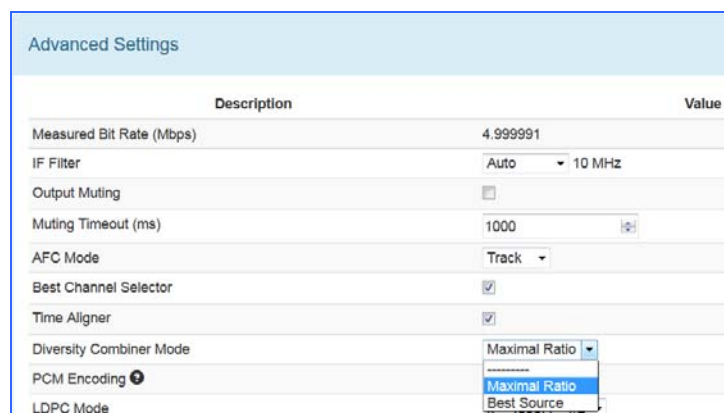 Advanced Settings
Description Value
Measured Bit Rate (Mbps) 4.999991
IF Filter Auto 10 MHz
Output Muting
Muting Timeout (ms) 1000
AFC Mode Track
Best Channel Selector
Time Aligner
Diversity Combiner Mode Maximal Ratio
PCM Encoding ---------
Maximal Ratio
LDPC Mode Best Source